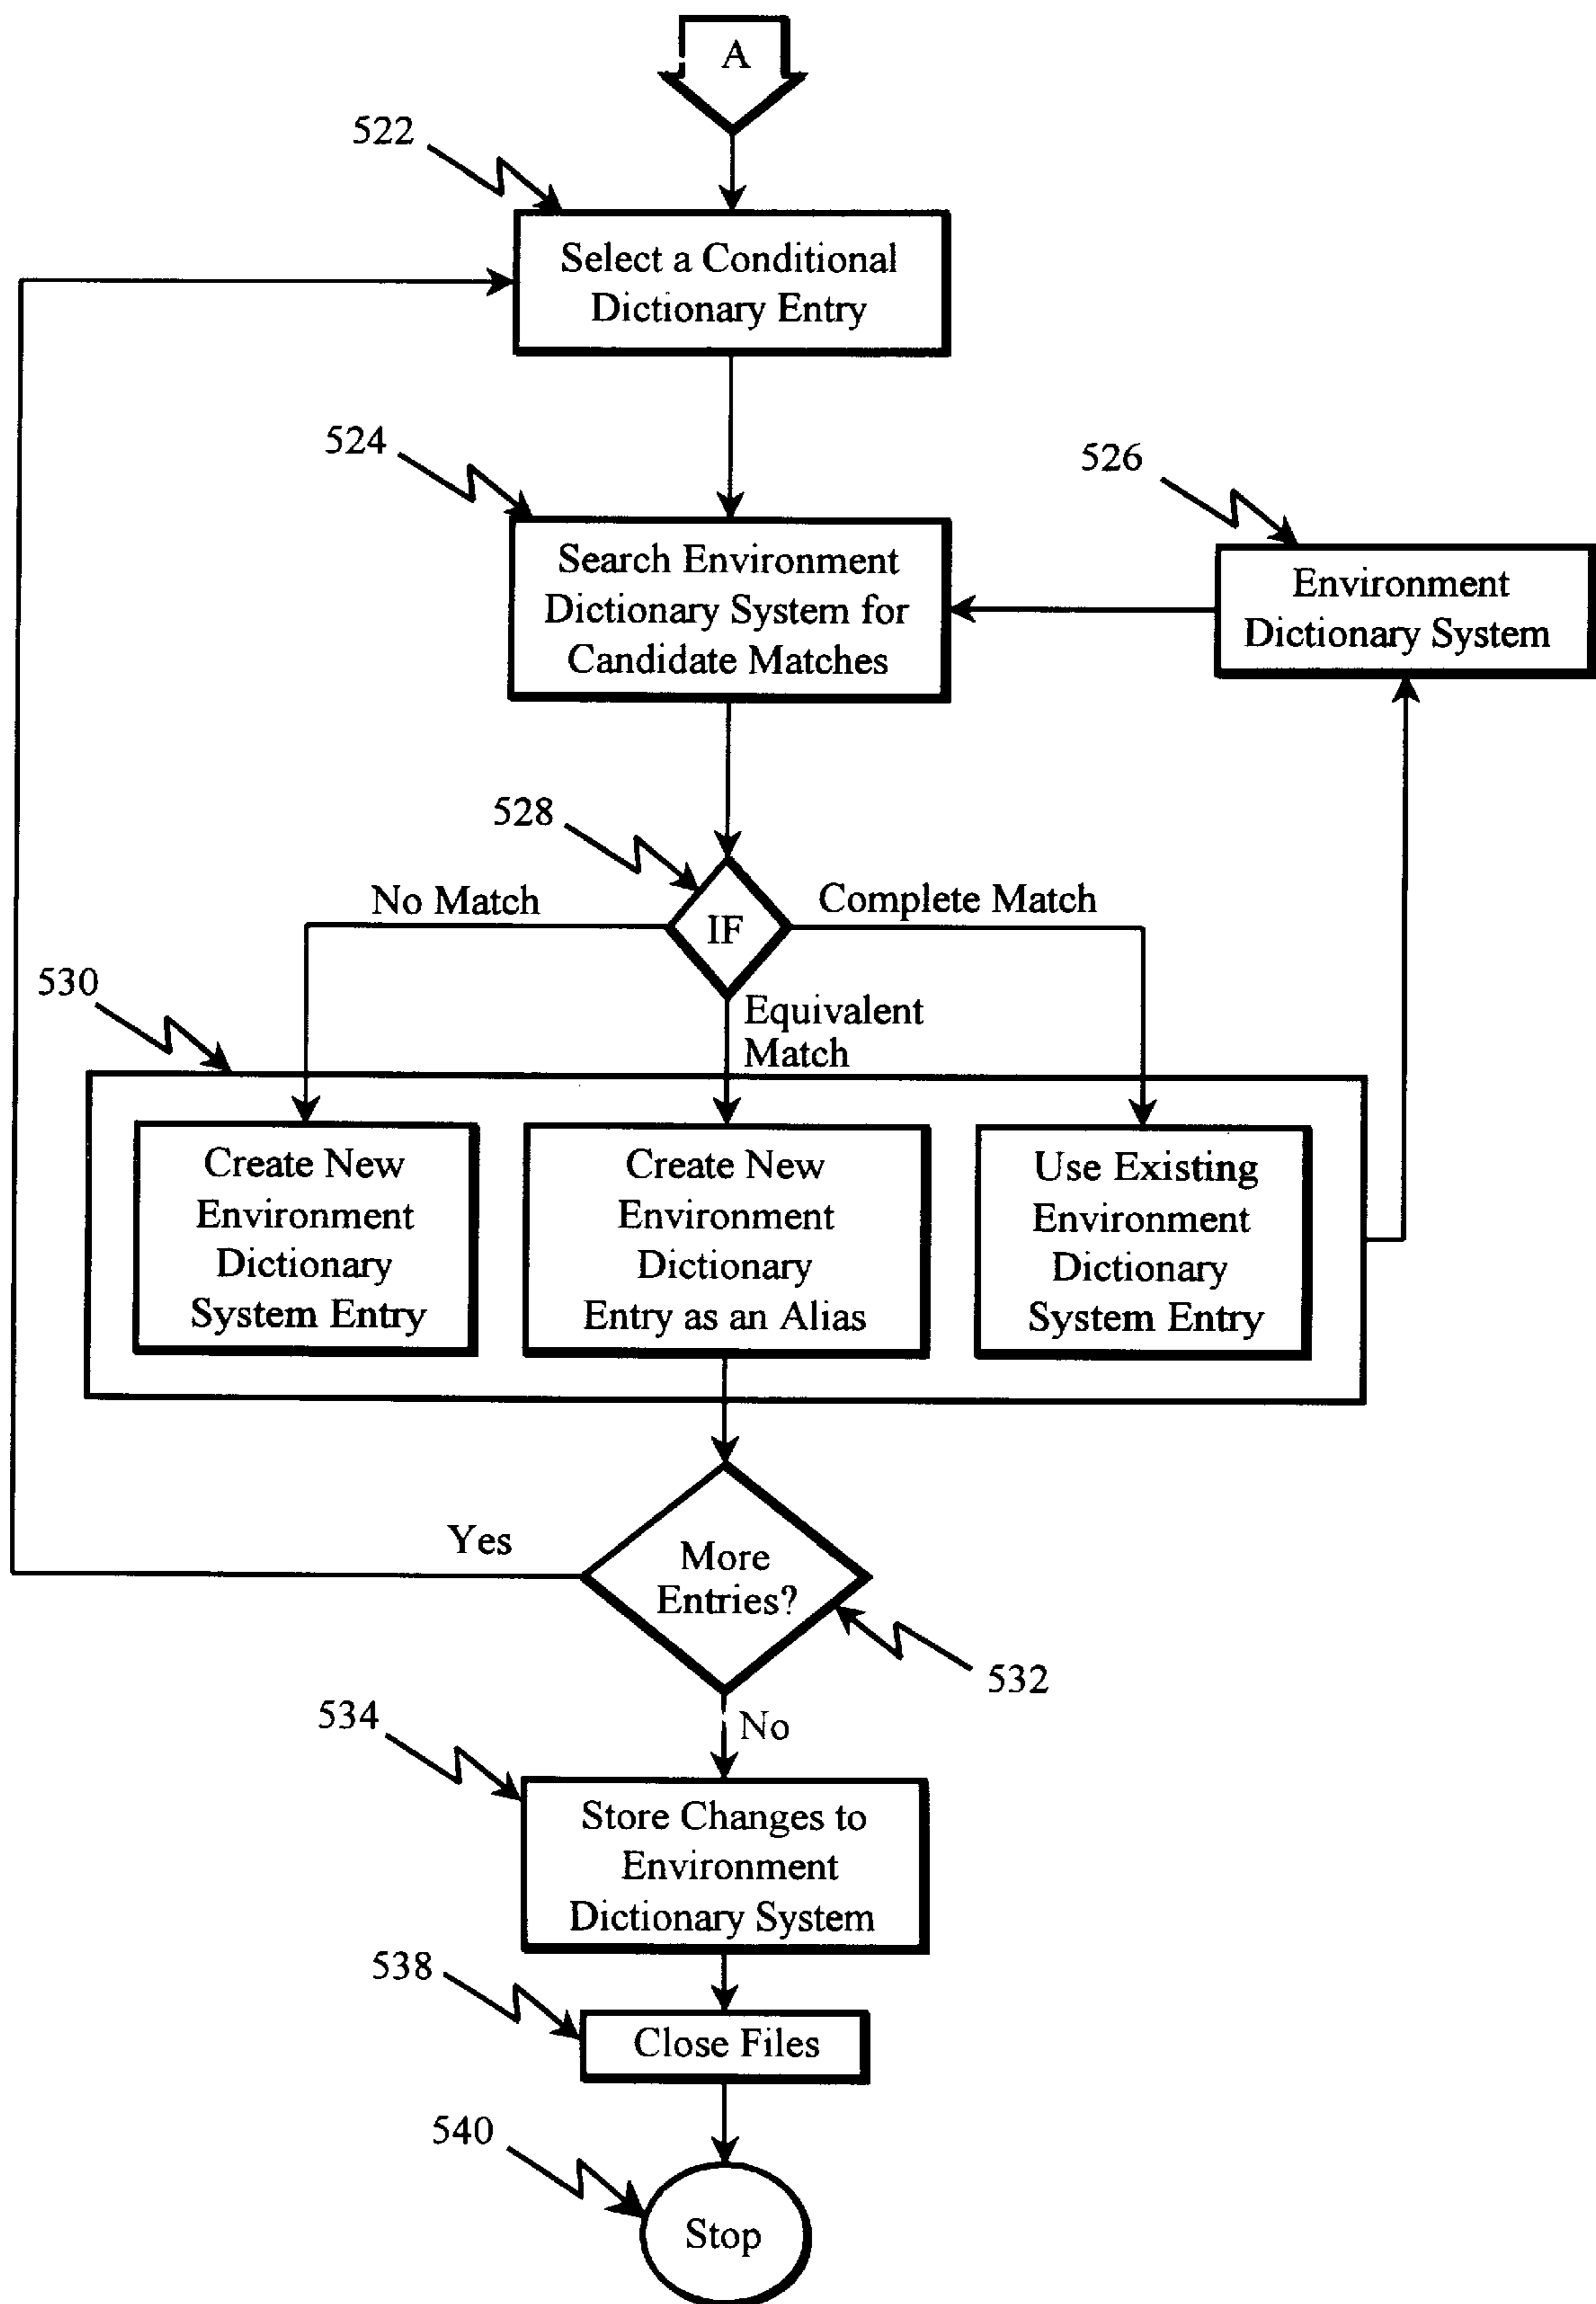 A
522
Select a Conditional
Dictionary Entry
524
Search Environment
Dictionary System for
Candidate Matches
526
Environment
Dictionary System
528
IF
No Match
Complete Match
Equivalent
Match
530
Create New
Environment
Dictionary
System Entry
Create New
Environment
Dictionary
Entry as an Alias
Use Existing
Environment
Dictionary
System Entry
Yes
More
Entries?
532
No
534
Store Changes to
Environment
Dictionary System
538
Close Files
540
Stop